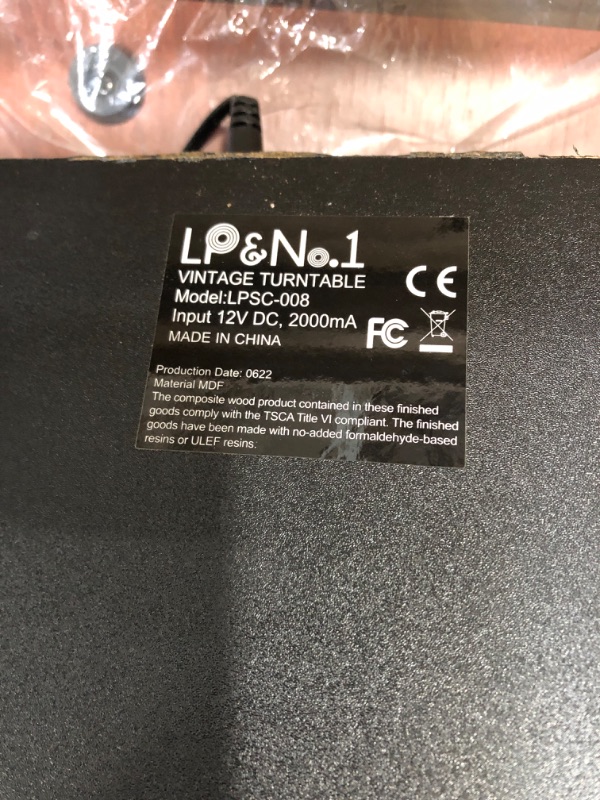 LP&No.1
VINTAGE TURNTABLE
Model:LPSC-008
Input 12V DC, 2000mA
MADE IN CHINA
CE
FC
Production Date: 0622
Material MDF
The composite wood product contained in these finished
goods comply with the TSCA Title VI compliant. The finished
goods have been made with no-added formaldehyde-based
resins or ULEF resins.